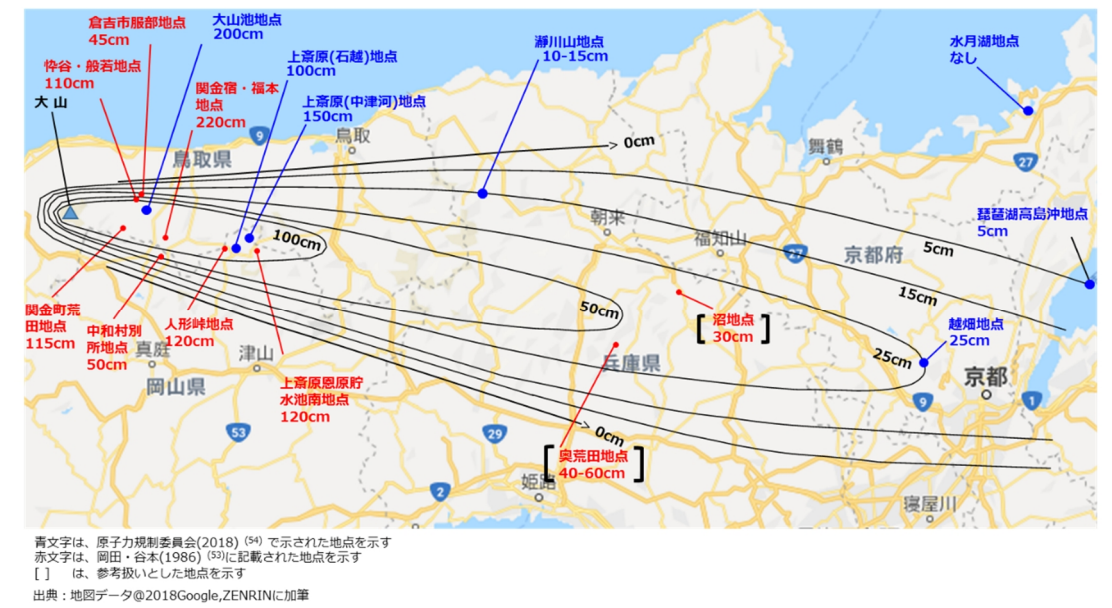 倉吉市服部地点
45cm
大山池地点
200cm
上斎原(石越)地点
100cm
瀞川山地点
10-15cm
水月湖地点
なし
恠谷・般若地点
110cm
関金宿・福本
地点
220cm
上斎原(中津河)地点
150cm
大 山
9
鳥取
鳥取県
> 0cm
舞鶴
27
琵琶湖高島沖地点
5cm
朝来
福知山
27
京都府
5cm
100cm
15cm
50cm
関金町荒
田地点
115cm
中和村別
所地点
50cm
人形峠地点
120cm
[沼地点
30cm]
越畑地点
25cm
25cm
真庭
津山
兵庫県
京都
岡山県
上斎原恩原貯
水池南地点
120cm
9
1
53
29
> 0cm
[奥荒田地点
40-60cm]
2
姫路
寝屋川
青文字は、原子力規制委員会(2018) (54) で示された地点を示す
赤文字は、岡田・谷本(1986) (53)に記載された地点を示す
[ ] は、参考扱いとした地点を示す
出典：地図データ@2018Google,ZENRINに加筆